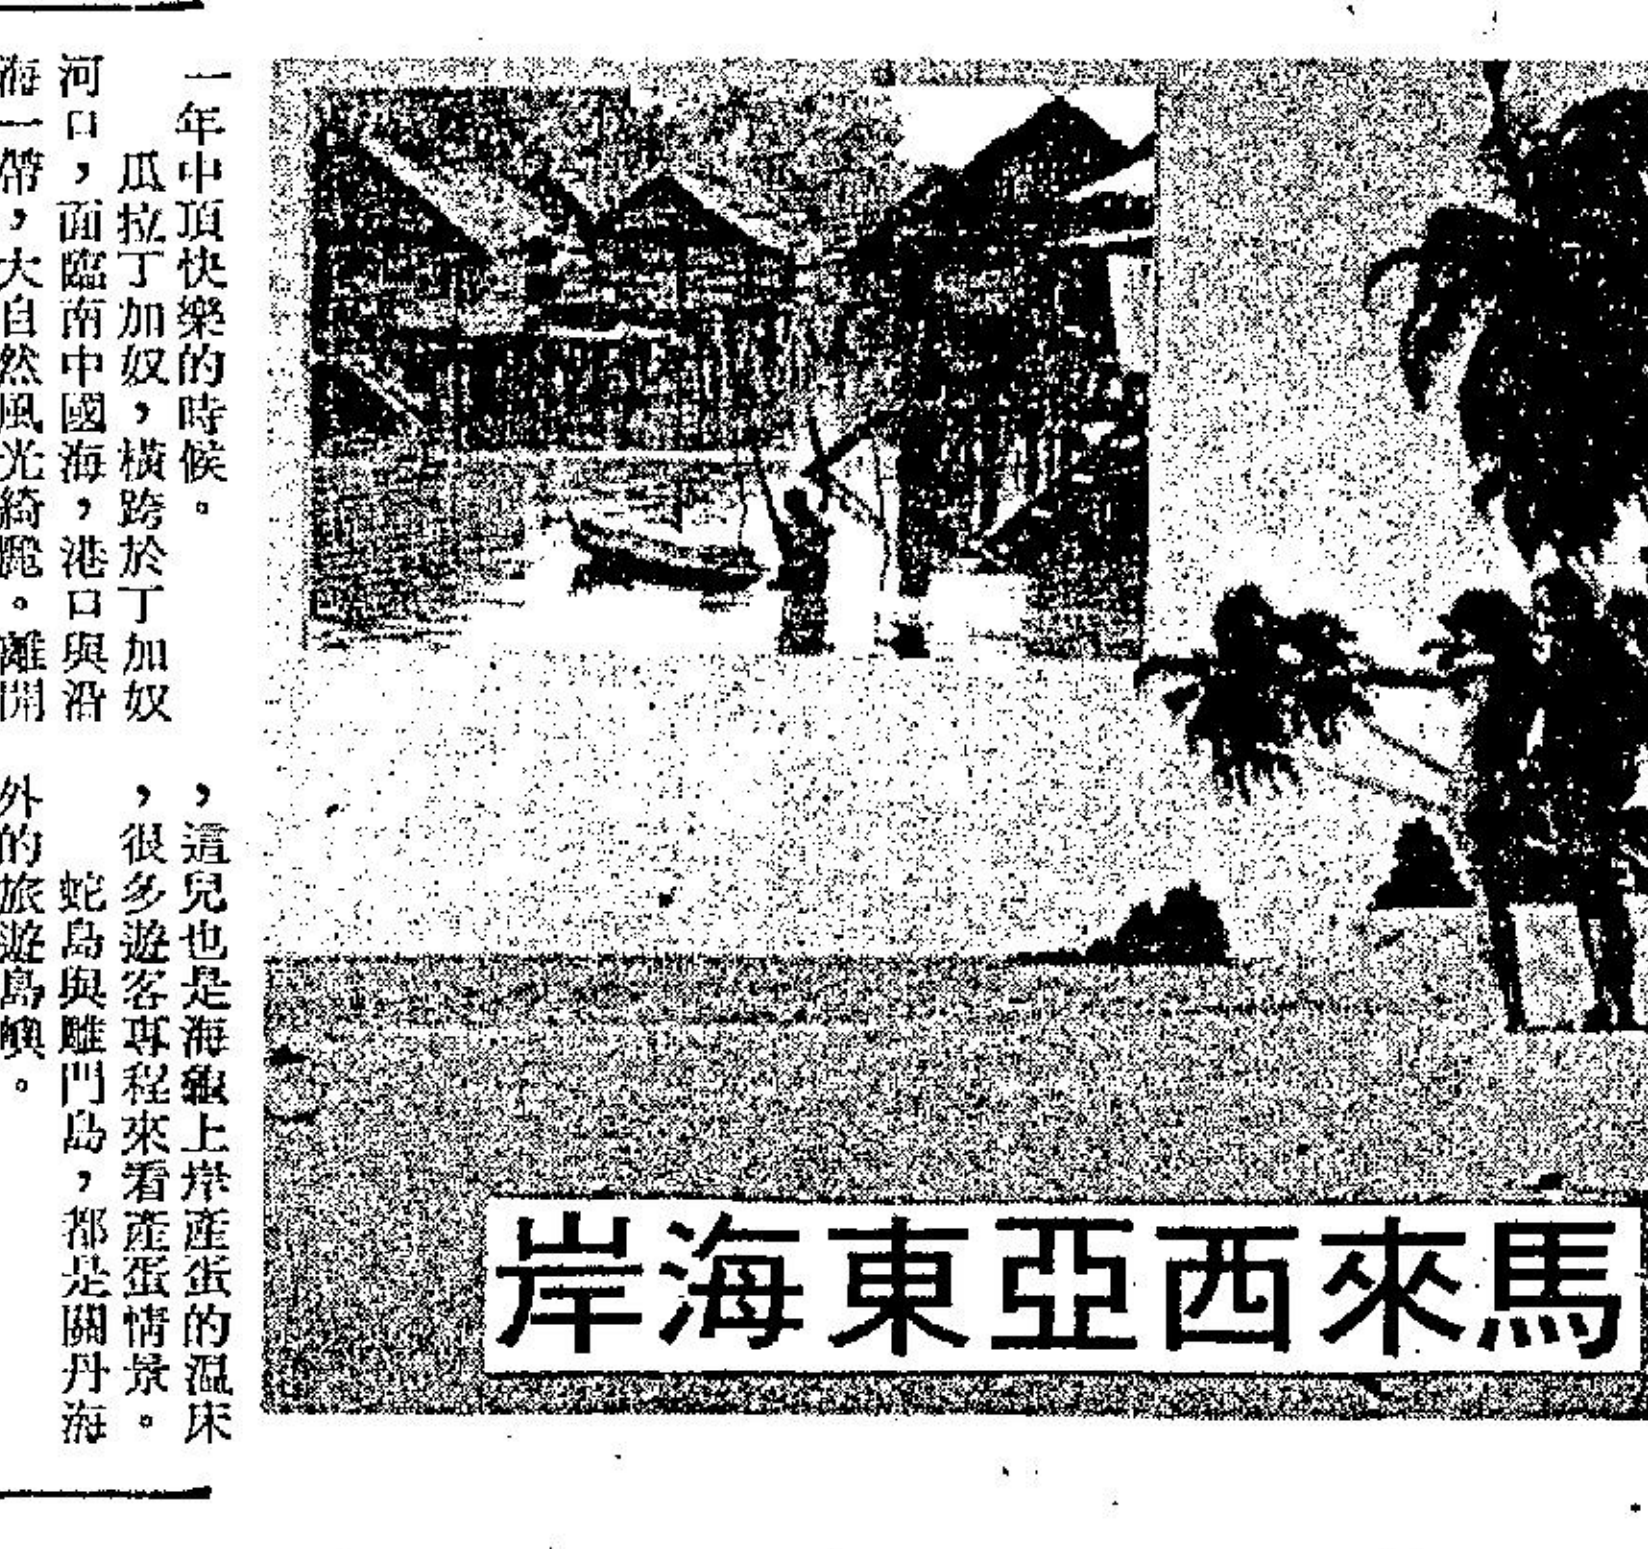 一年中頂快樂的時候。
瓜拉丁加奴，橫跨於丁加奴
河口，面臨南中國海，港口與沿
海一帶，大自然風光綺麗。離開
，這兒也是海龜上岸產蛋的溫床
，很多遊客專程來看產蛋情景。
蛇島與雕門島，都是關丹海
外的旅遊島嶼。
馬來西亞東海岸